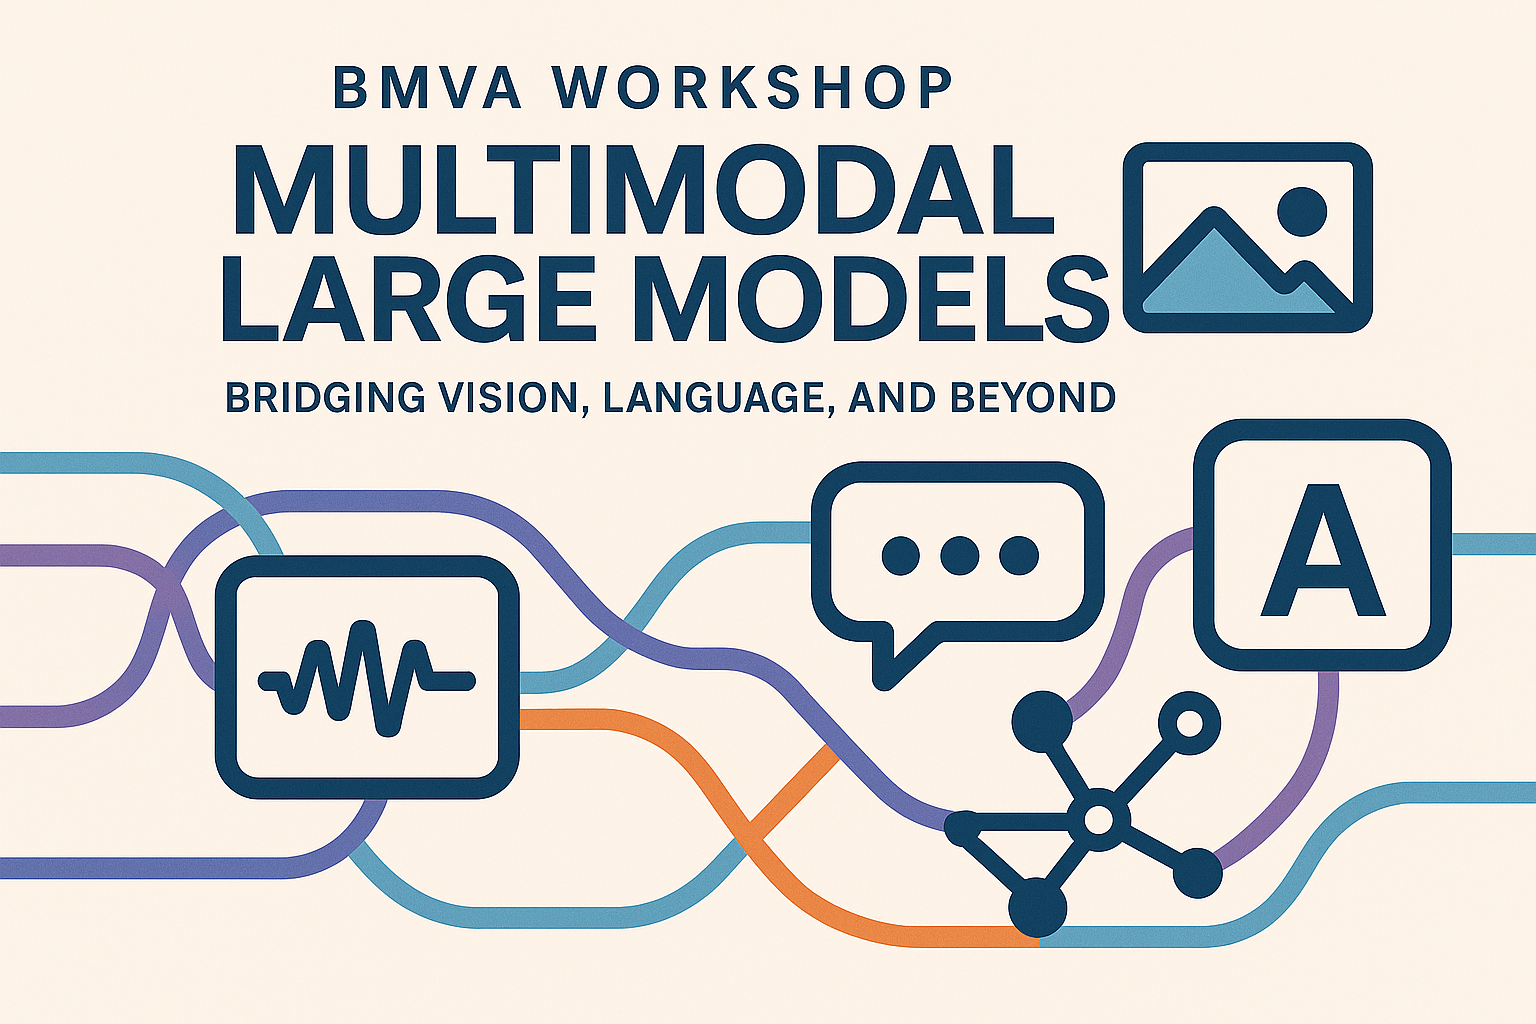 BMVA WORKSHOP
MULTIMODAL
LARGE MODELS
BRIDGING VISION, LANGUAGE, AND BEYOND
A